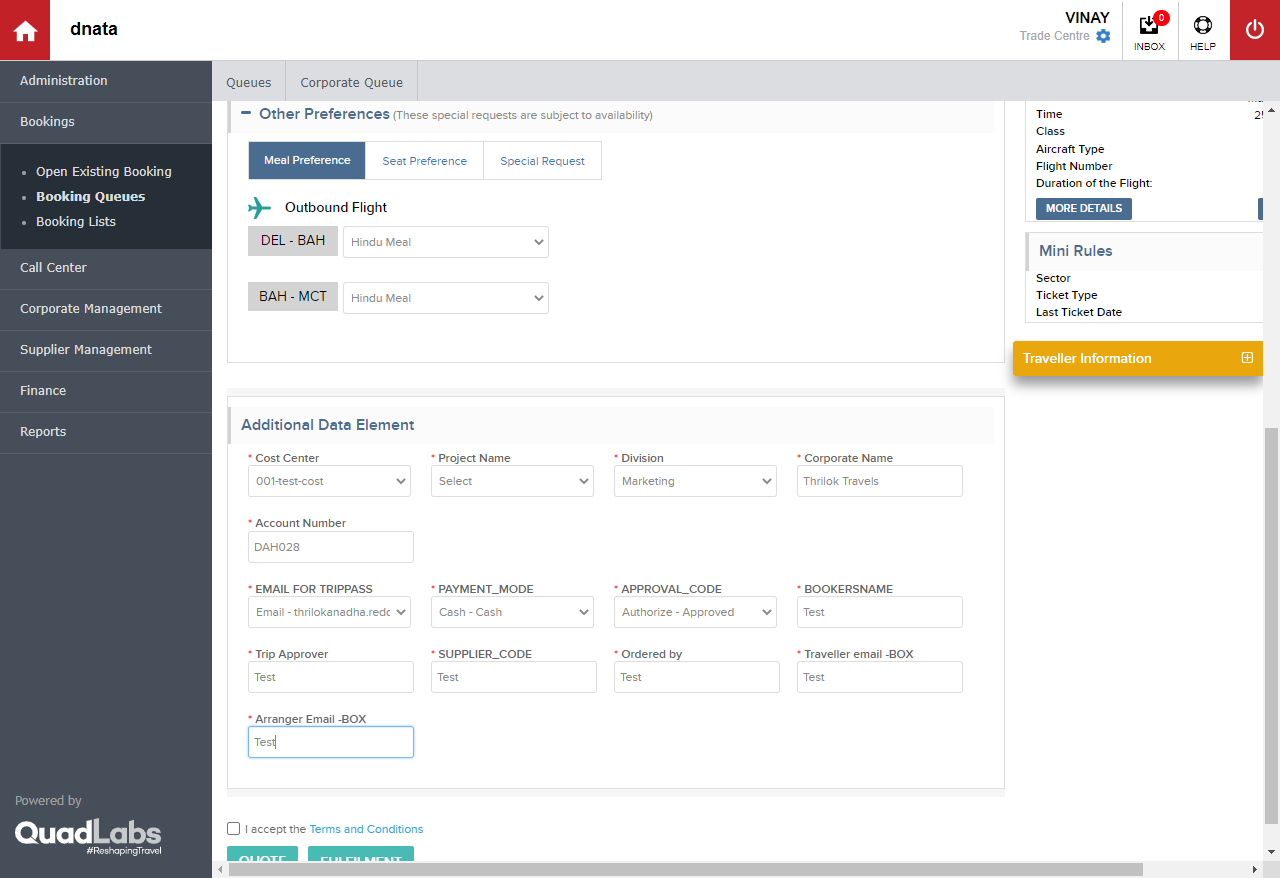 dnata
VINAY
Trade Centre
0
INBOX
HELP
Administration
Bookings
Open Existing Booking
Booking Queues
Booking Lists
Call Center
Corporate Management
Supplier Management
Finance
Reports
Powered by
QuadLabs
#ReshapingTravel
Queues
Corporate Queue
Other Preferences (These special requests are subject to availability)
Meal Preference
Seat Preference
Special Request
Outbound Flight
DEL - BAH
Hindu Meal
BAH - MCT
Hindu Meal
Additional Data Element
* Cost Center
* Project Name
* Division
* Corporate Name
001-test-cost
Select
Marketing
Thrilok Travels
* Account Number
DAH028
* EMAIL FOR TRIPPASS
* PAYMENT_MODE
* APPROVAL_CODE
* BOOKERSNAME
Email - thrilokanadha.redd
Cash - Cash
Authorize - Approved
Test
* Trip Approver
* SUPPLIER_CODE
* Ordered by
* Traveller email -BOX
Test
Test
Test
Test
* Arranger Email -BOX
Test
I accept the Terms and Conditions
QUOTE
FULFILMENT
Time
Class
Aircraft Type
Flight Number
Duration of the Flight:
MORE DETAILS
Mini Rules
Sector
Ticket Type
Last Ticket Date
Traveller Information